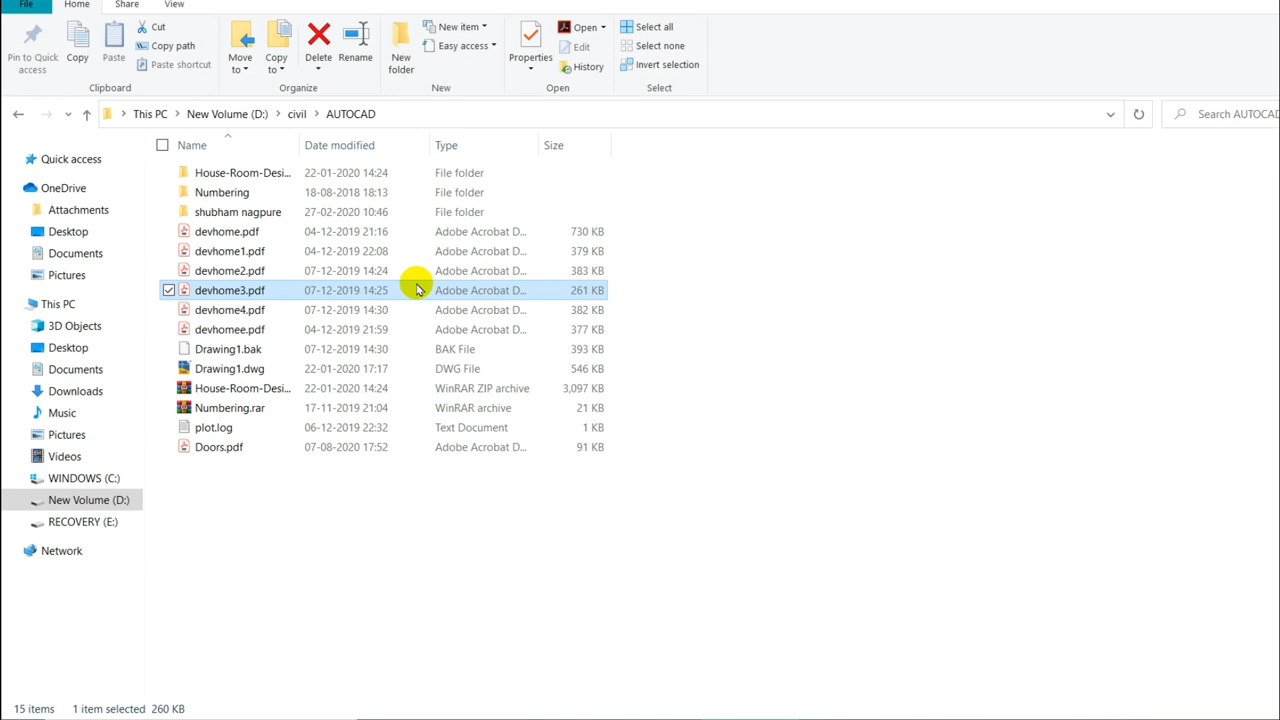 File Home Share View
Pin to Quick access
Copy
Paste
Cut
Copy path
Paste shortcut
Clipboard
Move to
Copy to
Delete
Rename
Organize
New folder
New item
Easy access
New
Properties
Open
Edit
History
Open
Select all
Select none
Invert selection
Select
This PC > New Volume (D:) > civil > AUTOCAD
Search AUTOCAD
Quick access
OneDrive
Attachments
Desktop
Documents
Pictures
This PC
3D Objects
Desktop
Documents
Downloads
Music
Pictures
Videos
WINDOWS (C:)
New Volume (D:)
RECOVERY (E:)
Network
Name Date modified Type Size
House-Room-Desi... 22-01-2020 14:24 File folder
Numbering 18-08-2018 18:13 File folder
shubham nagpure 27-02-2020 10:46 File folder
devhome.pdf 04-12-2019 21:16 Adobe Acrobat D... 730 KB
devhome1.pdf 04-12-2019 22:08 Adobe Acrobat D... 379 KB
devhome2.pdf 07-12-2019 14:24 Adobe Acrobat D... 383 KB
devhome3.pdf 07-12-2019 14:25 Adobe Acrobat D... 261 KB
devhome4.pdf 07-12-2019 14:30 Adobe Acrobat D... 382 KB
devhomee.pdf 04-12-2019 21:59 Adobe Acrobat D... 377 KB
Drawing1.bak 07-12-2019 14:30 BAK File 393 KB
Drawing1.dwg 22-01-2020 17:17 DWG File 546 KB
House-Room-Desi... 22-01-2020 14:24 WinRAR ZIP archive 3,097 KB
Numbering.rar 17-11-2019 21:04 WinRAR archive 21 KB
plot.log 06-12-2019 22:32 Text Document 1 KB
Doors.pdf 07-08-2020 17:52 Adobe Acrobat D... 91 KB
15 items 1 item selected 260 KB